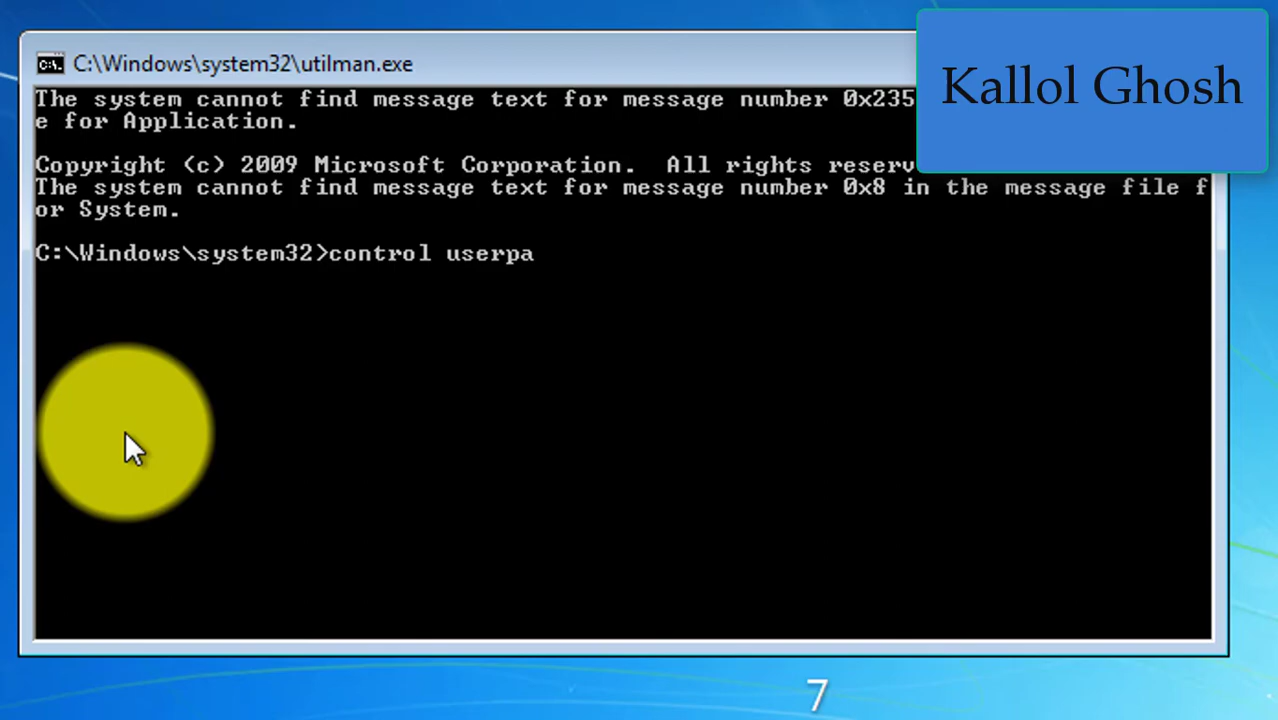 C:\Windows\system32\utilman.exe
Kallol Ghosh
The system cannot find message text for message number 0x235
e for Application.
Copyright (c) 2009 Microsoft Corporation.  All rights reserv
The system cannot find message text for message number 0x8 in the message file f
or System.
C:\Windows\system32>control userpa
7